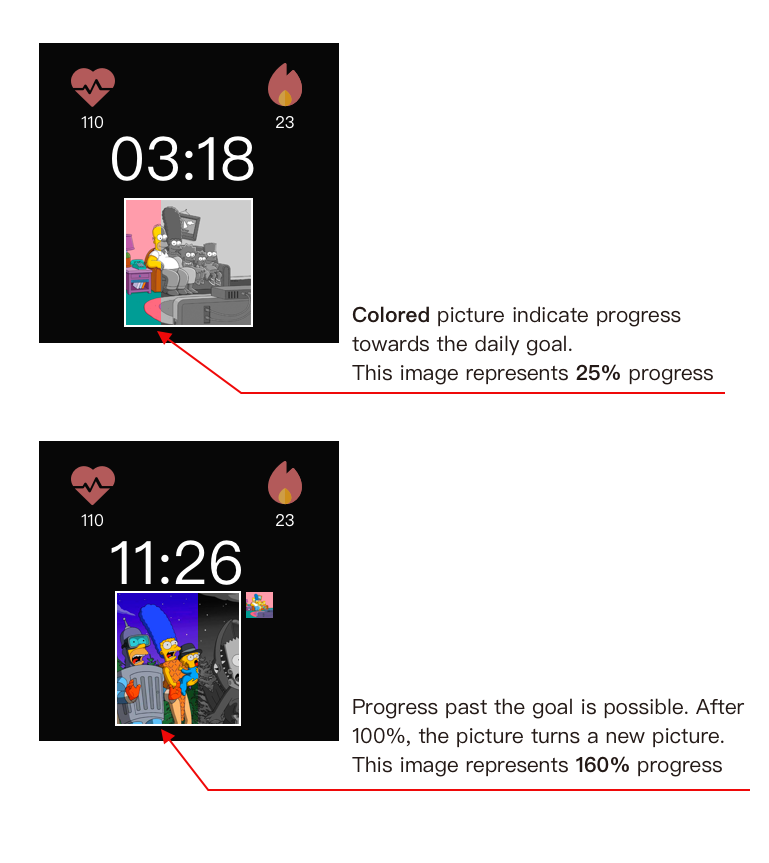 110
23
03:18
Colored picture indicate progress
towards the daily goal.
This image represents 25% progress
110
23
11:26
Progress past the goal is possible. After
100%, the picture turns a new picture.
This image represents 160% progress